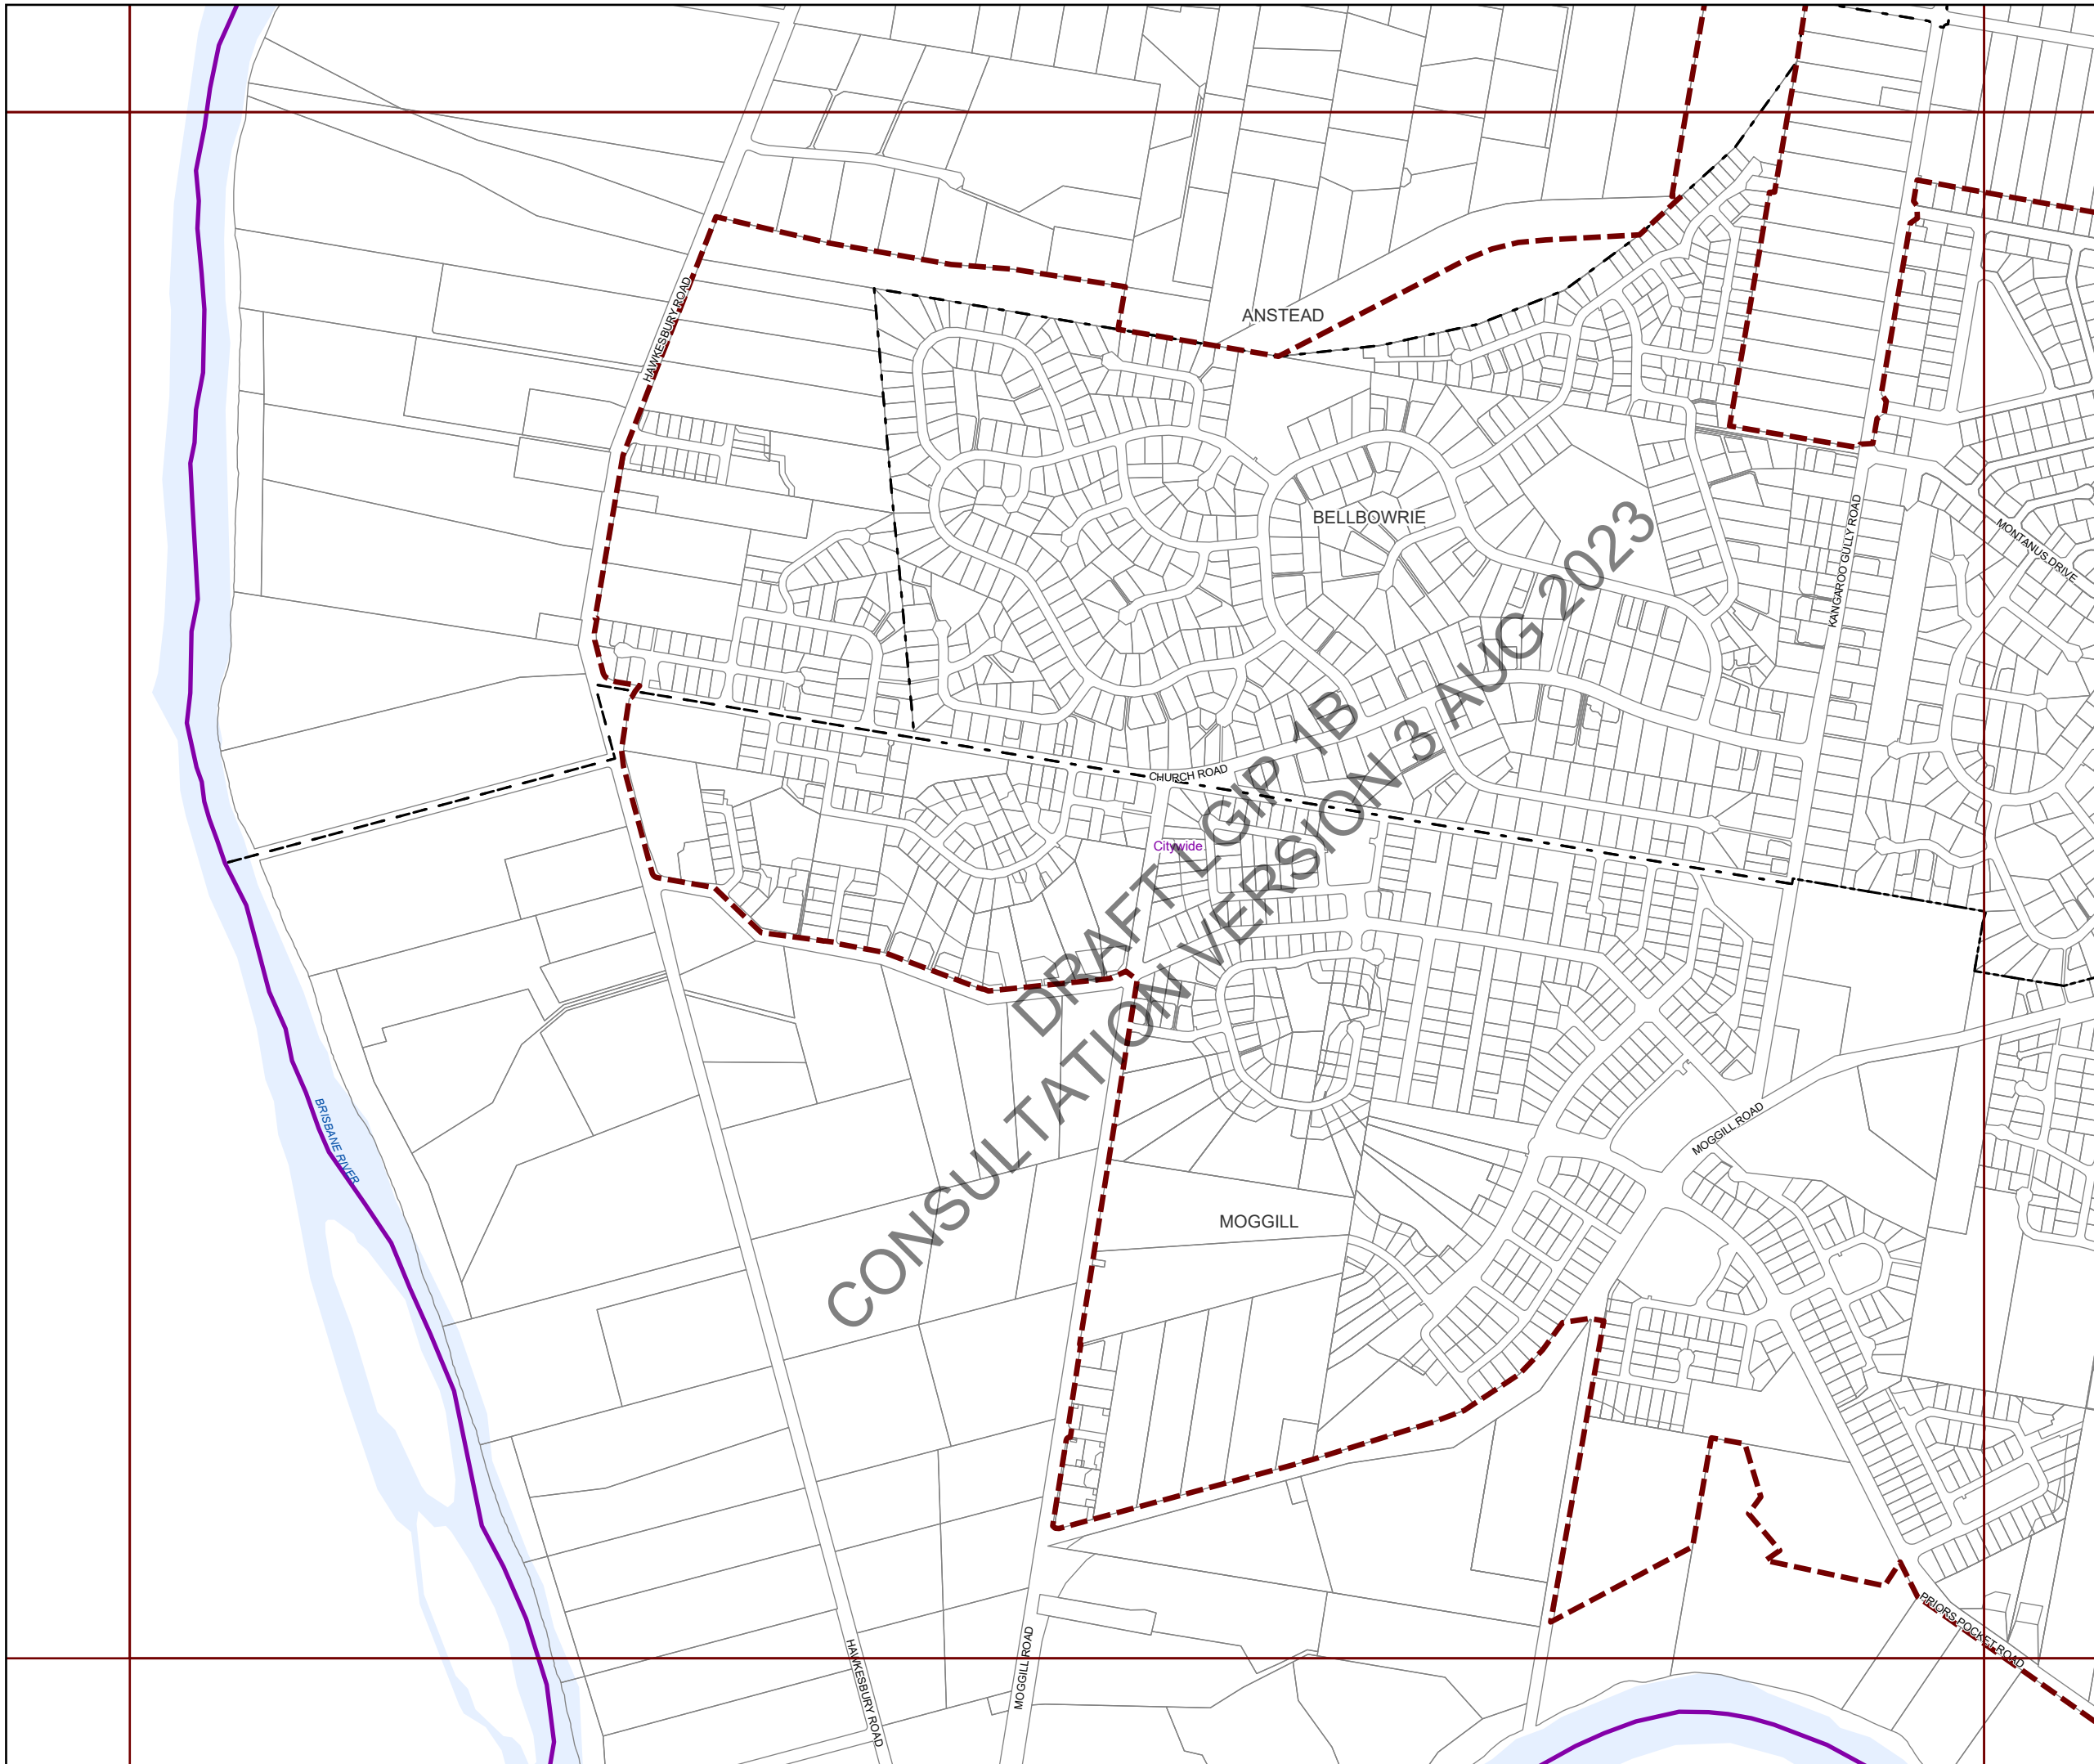 HAWKESBURY ROAD
ANSTEAD
BELLBOWRIE
KANGAROO GULLY ROAD
MONTANUS DRIVE
CHURCH ROAD
Citywide
DRAFT LGIP 1B
CONSULTATION VERSION 3 AUG 2023
BRISBANE RIVER
MOGGILL ROAD
MOGGILL
PRIORS POCKET ROAD
HAWKESBURY ROAD
MOGGILL ROAD